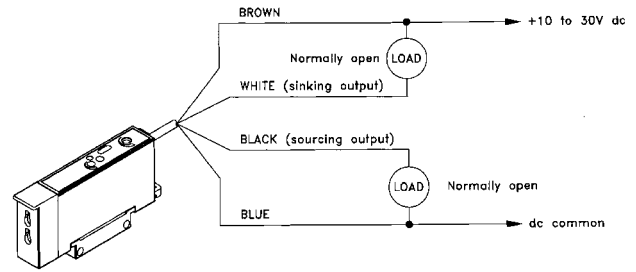 BROWN
+10 to 30V dc
Normally open
LOAD
WHITE (sinking output)
BLACK (sourcing output)
LOAD
Normally open
BLUE
dc common